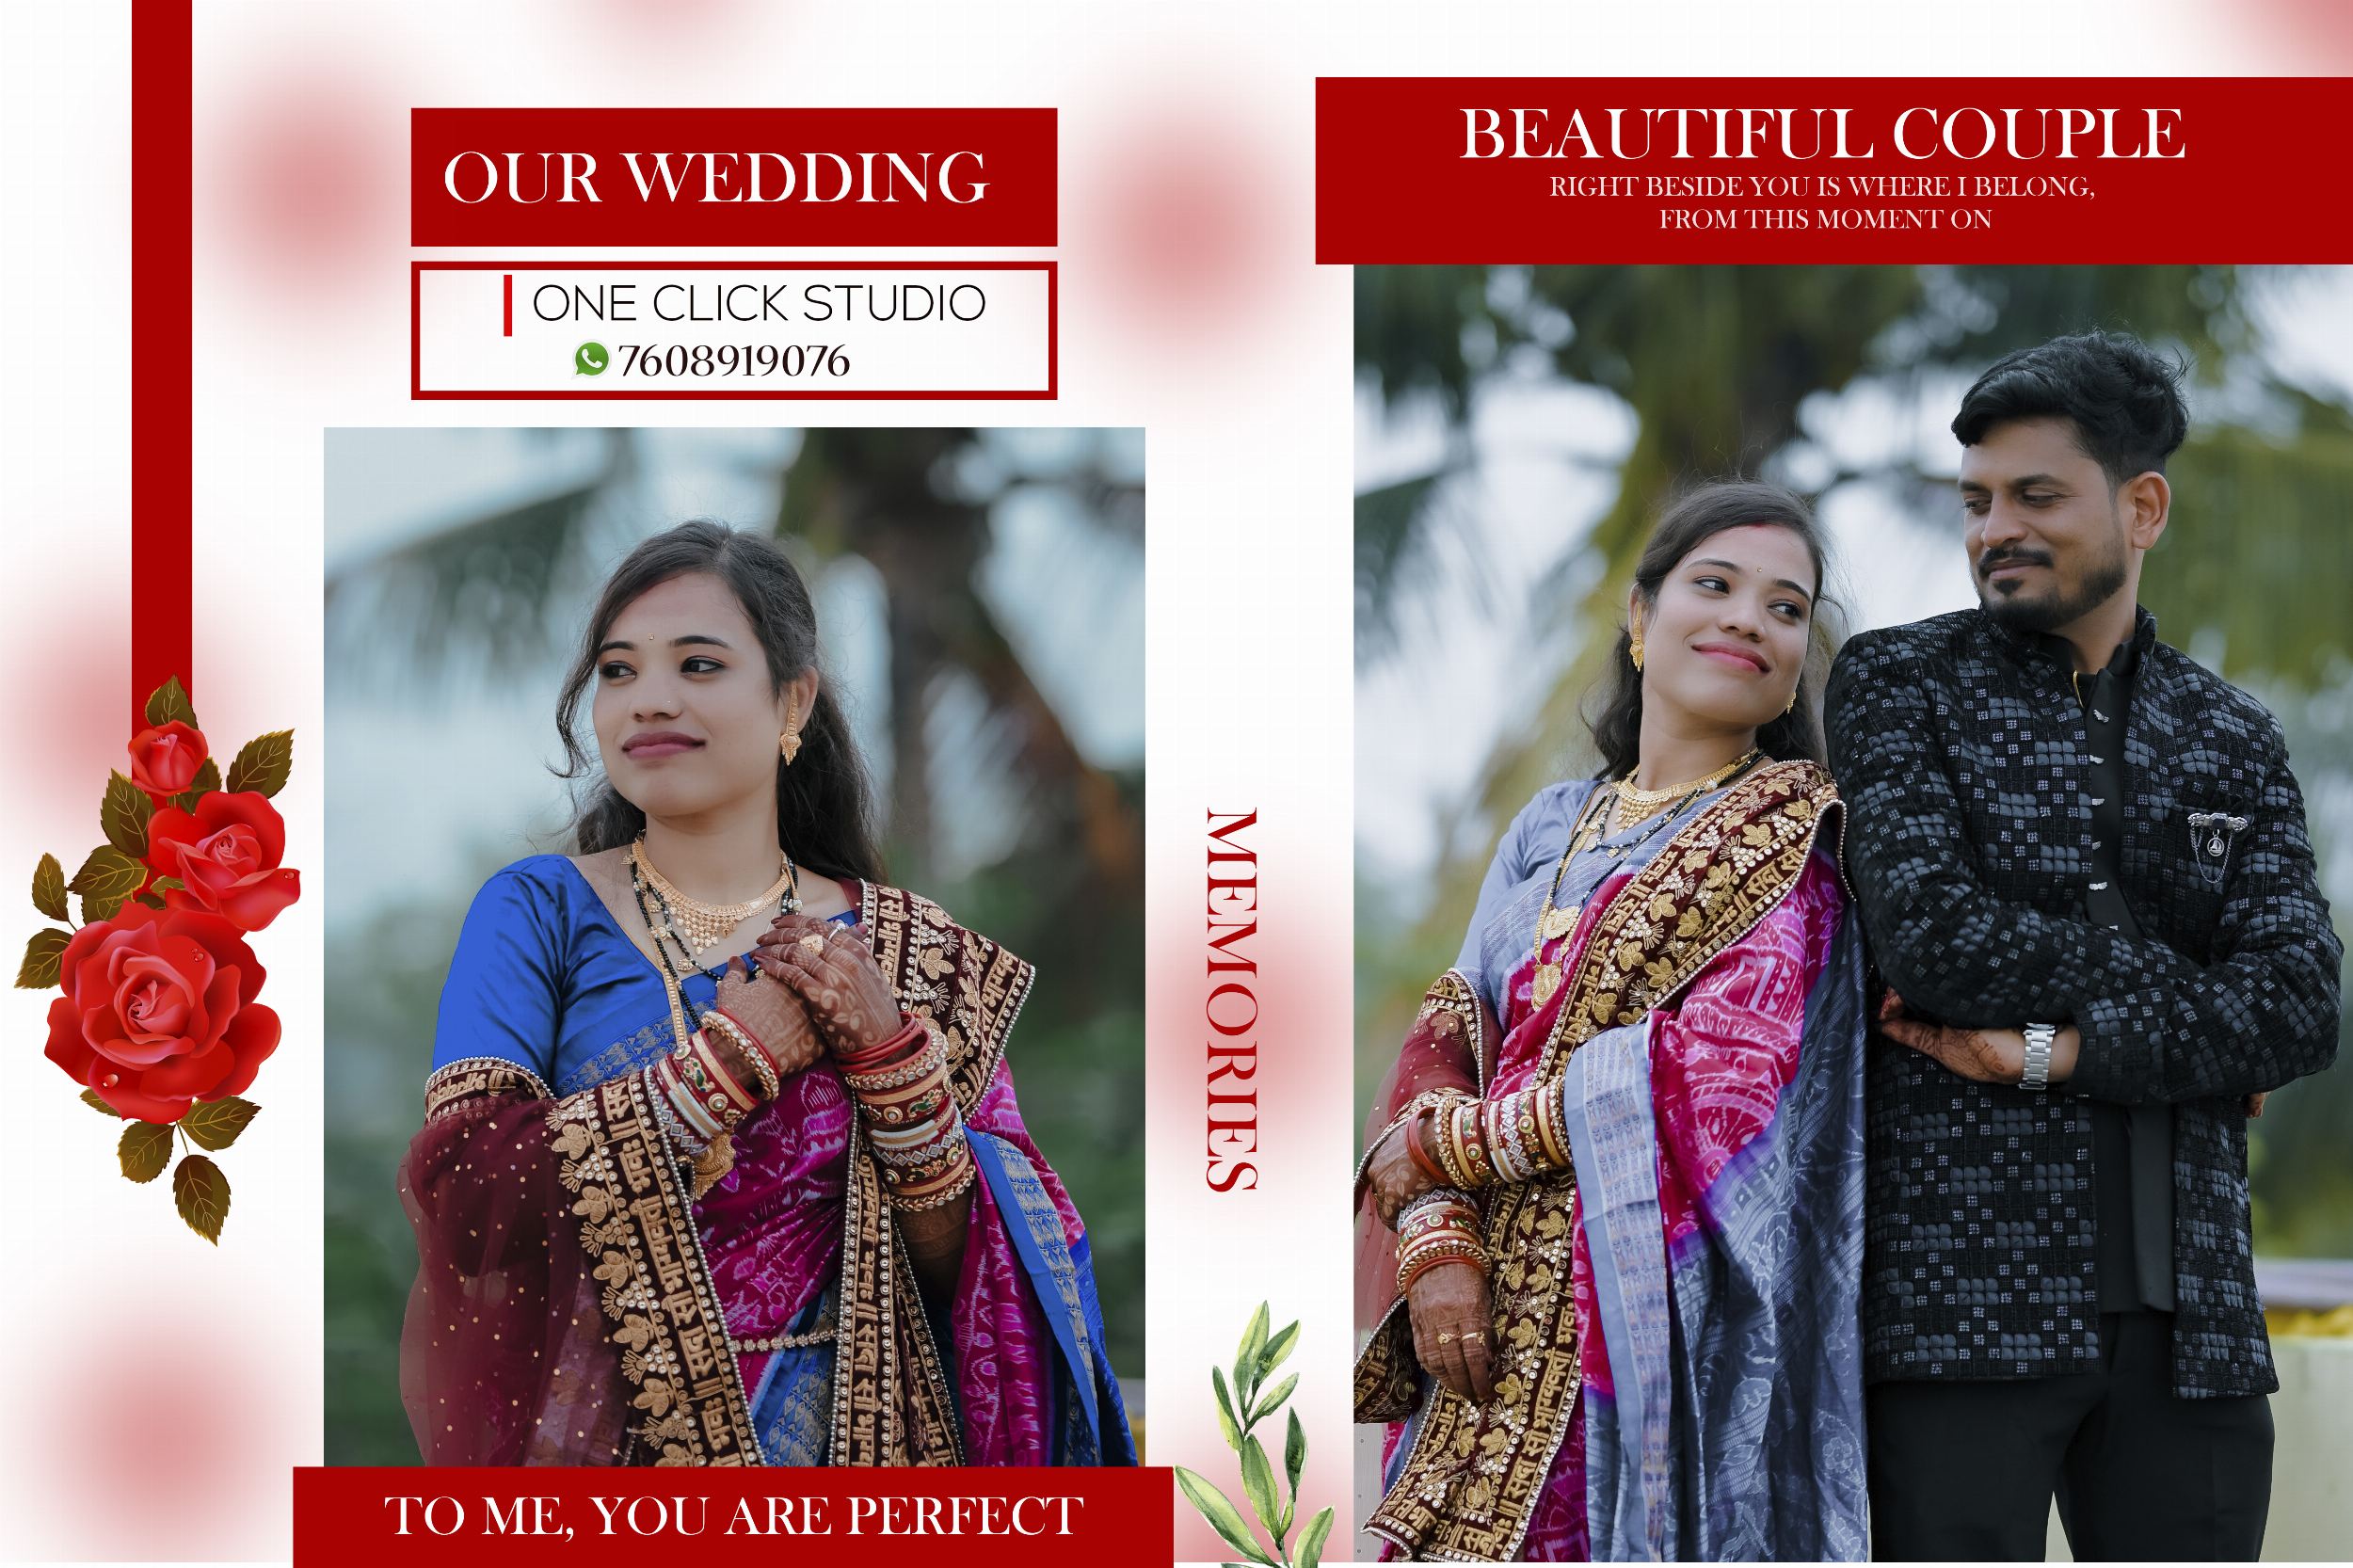 OUR WEDDING
ONE CLICK STUDIO
7608919076
BEAUTIFUL COUPLE
RIGHT BESIDE YOU IS WHERE I BELONG,
FROM THIS MOMENT ON
MEMORIES
TO ME, YOU ARE PERFECT